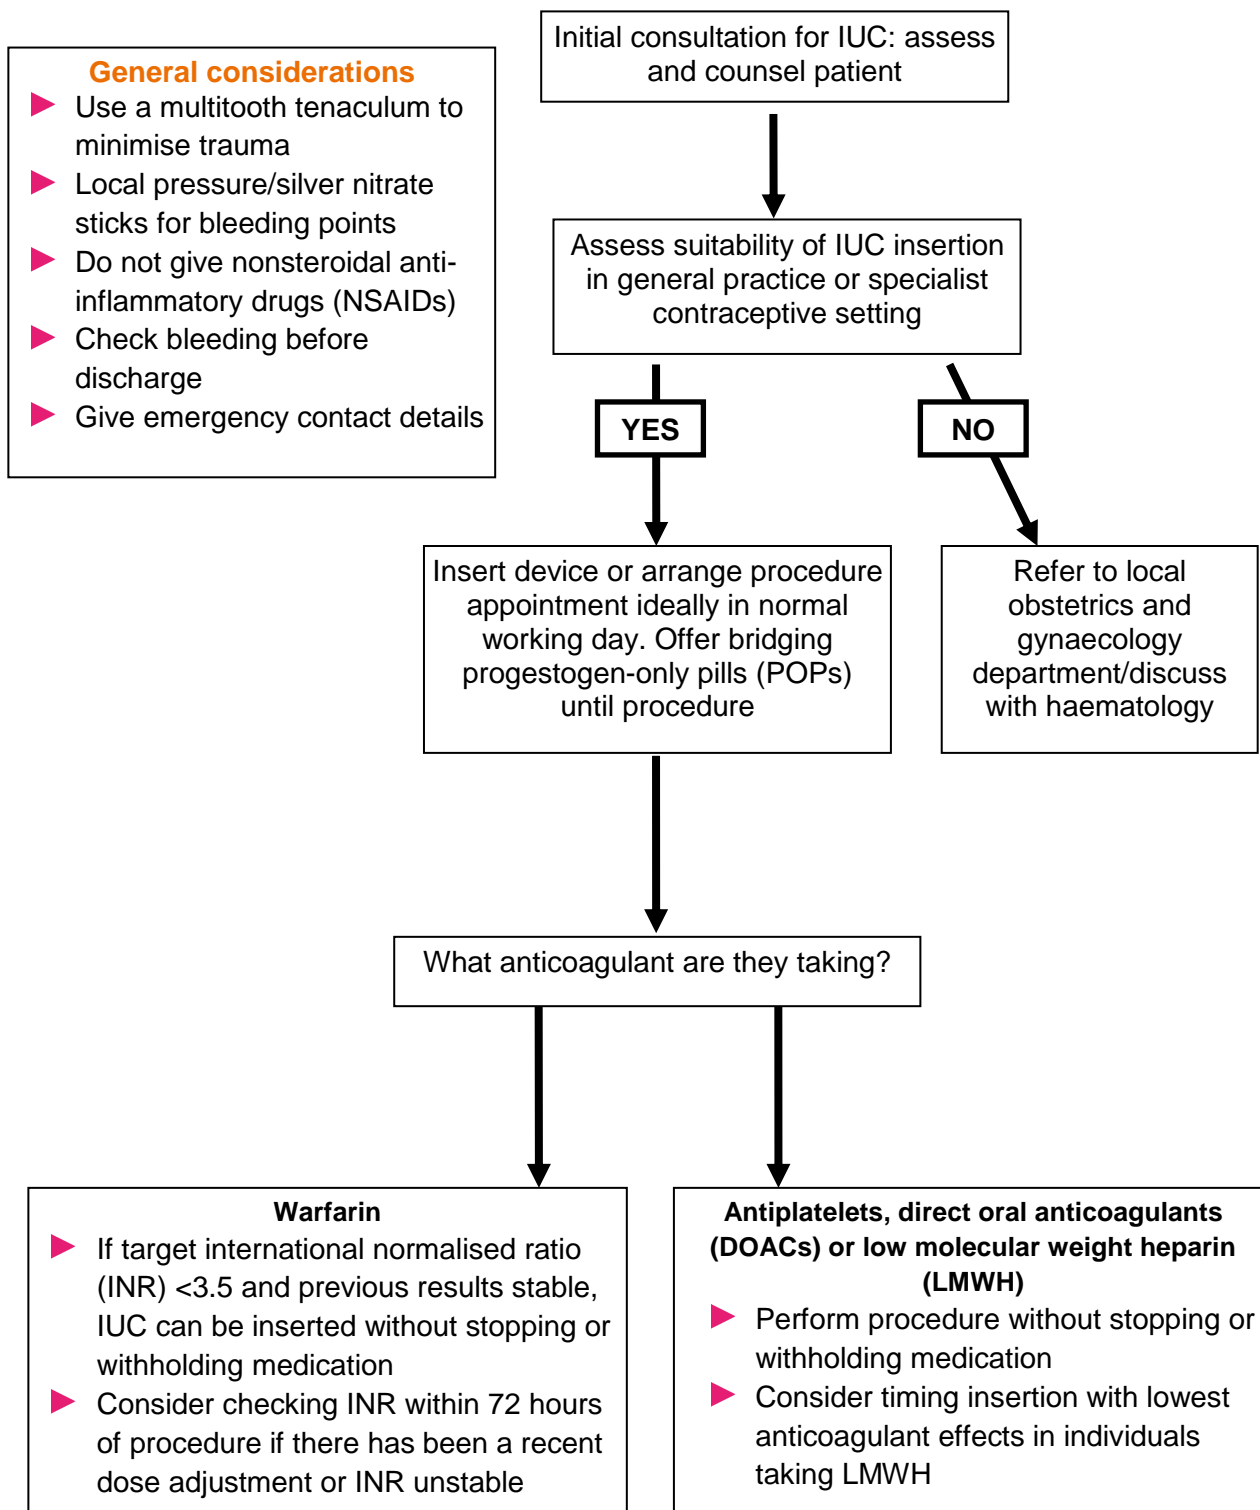 General considerations
Use a multitooth tenaculum to
minimise trauma
Local pressure/silver nitrate
sticks for bleeding points
Do not give nonsteroidal anti-
inflammatory drugs (NSAIDs)
Check bleeding before
discharge
Give emergency contact details
Initial consultation for IUC: assess
and counsel patient
Assess suitability of IUC insertion
in general practice or specialist
contraceptive setting
YES
NO
Insert device or arrange procedure
appointment ideally in normal
working day. Offer bridging
progestogen-only pills (POPs)
until procedure
Refer to local
obstetrics and
gynaecology
department/discuss
with haematology
What anticoagulant are they taking?
Warfarin
If target international normalised ratio
(INR) <3.5 and previous results stable,
IUC can be inserted without stopping or
withholding medication
Consider checking INR within 72 hours
of procedure if there has been a recent
dose adjustment or INR unstable
Antiplatelets, direct oral anticoagulants
(DOACs) or low molecular weight heparin
(LMWH)
Perform procedure without stopping or
withholding medication
Consider timing insertion with lowest
anticoagulant effects in individuals
taking LMWH